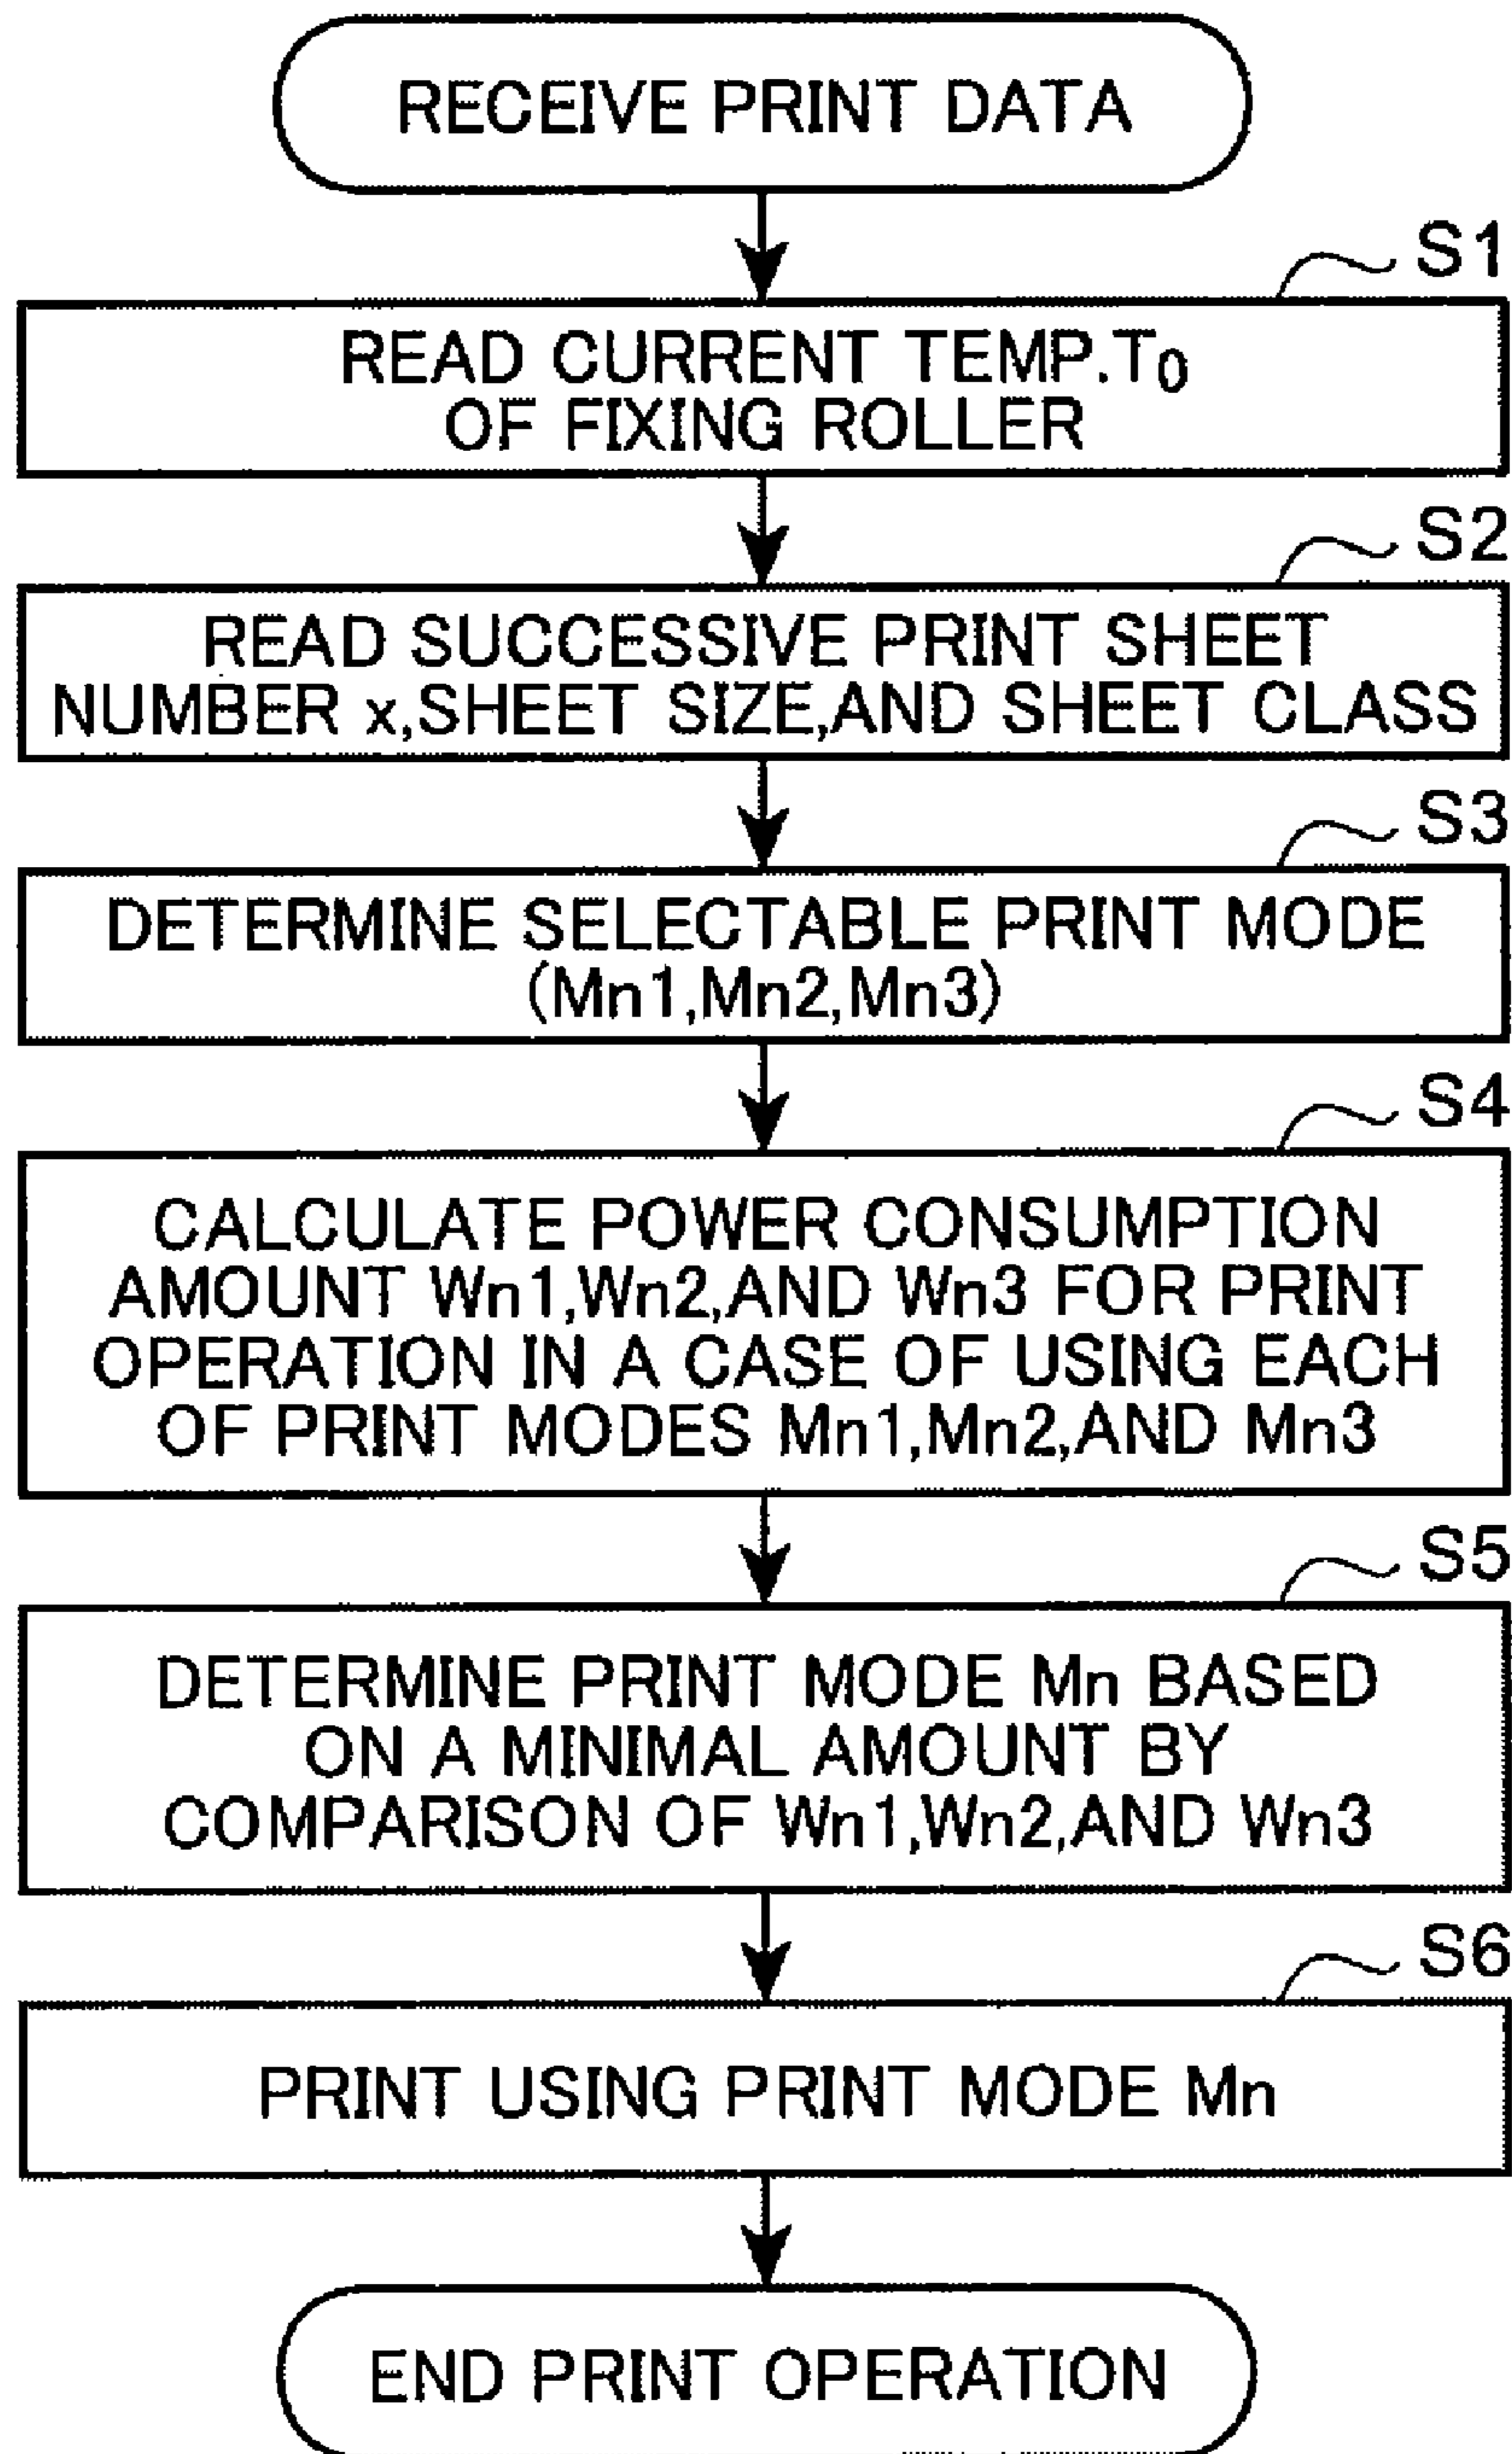 RECEIVE PRINT DATA
S1
READ CURRENT TEMP.T₀
OF FIXING ROLLER
S2
READ SUCCESSIVE PRINT SHEET
NUMBER x,SHEET SIZE,AND SHEET CLASS
S3
DETERMINE SELECTABLE PRINT MODE
(Mn1,Mn2,Mn3)
S4
CALCULATE POWER CONSUMPTION
AMOUNT Wn1,Wn2,AND Wn3 FOR PRINT
OPERATION IN A CASE OF USING EACH
OF PRINT MODES Mn1,Mn2,AND Mn3
S5
DETERMINE PRINT MODE Mn BASED
ON A MINIMAL AMOUNT BY
COMPARISON OF Wn1,Wn2,AND Wn3
S6
PRINT USING PRINT MODE Mn
END PRINT OPERATION